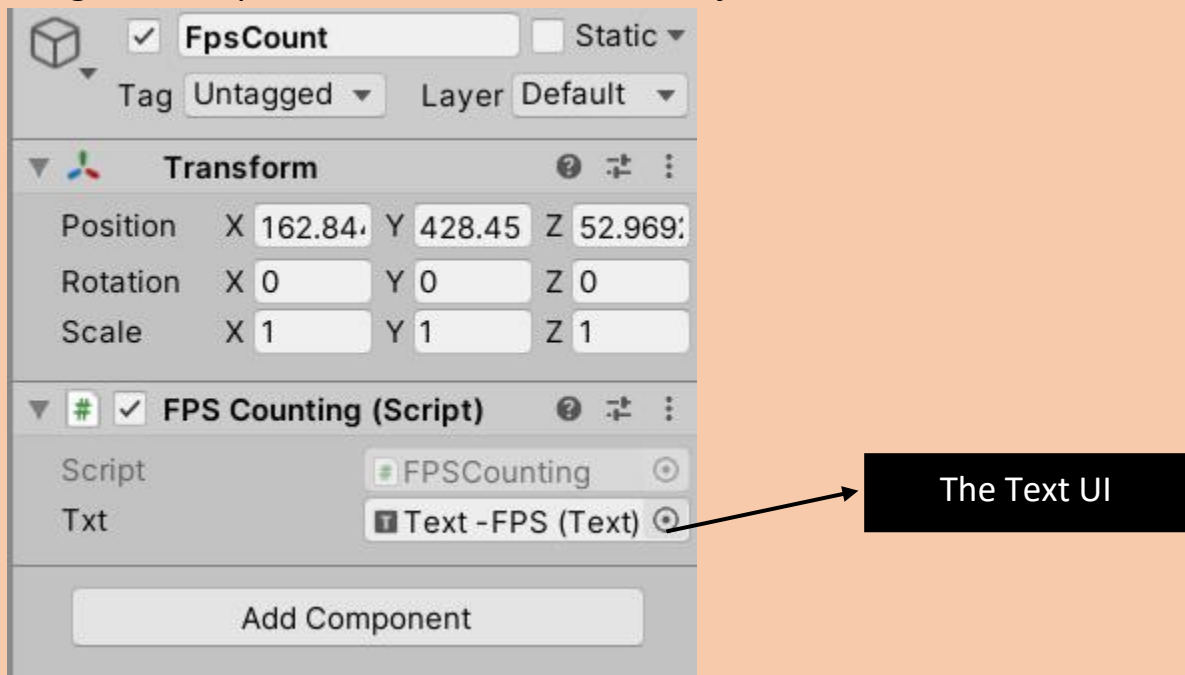 FpsCount Static
Tag Untagged Layer Default
Transform
Position X 162.84 Y 428.45 Z 52.969
Rotation X 0 Y 0 Z 0
Scale X 1 Y 1 Z 1
# FPS Counting (Script)
Script # FPSCounting
Txt T Text -FPS (Text)
The Text UI
Add Component